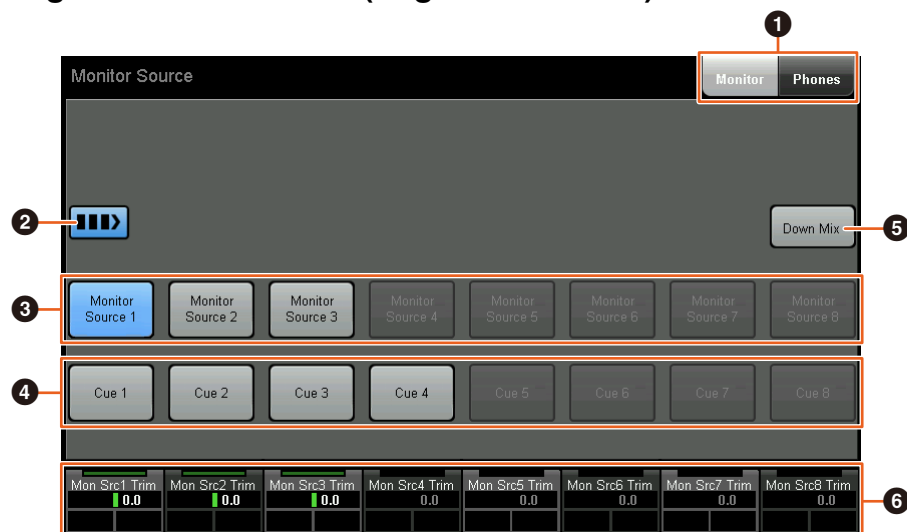 1
Monitor Source
Monitor Phones
2
Down Mix
5
3
Monitor Source 1
Monitor Source 2
Monitor Source 3
Monitor Source 4
Monitor Source 5
Monitor Source 6
Monitor Source 7
Monitor Source 8
4
Cue 1 Cue 2 Cue 3 Cue 4 Cue 5 Cue 6 Cue 7 Cue 8
Mon Src1 Trim Mon Src2 Trim Mon Src3 Trim Mon Src4 Trim Mon Src5 Trim Mon Src6 Trim Mon Src7 Trim Mon Src8 Trim
0.0 0.0 0.0 0.0 0.0 0.0 0.0 0.0
6